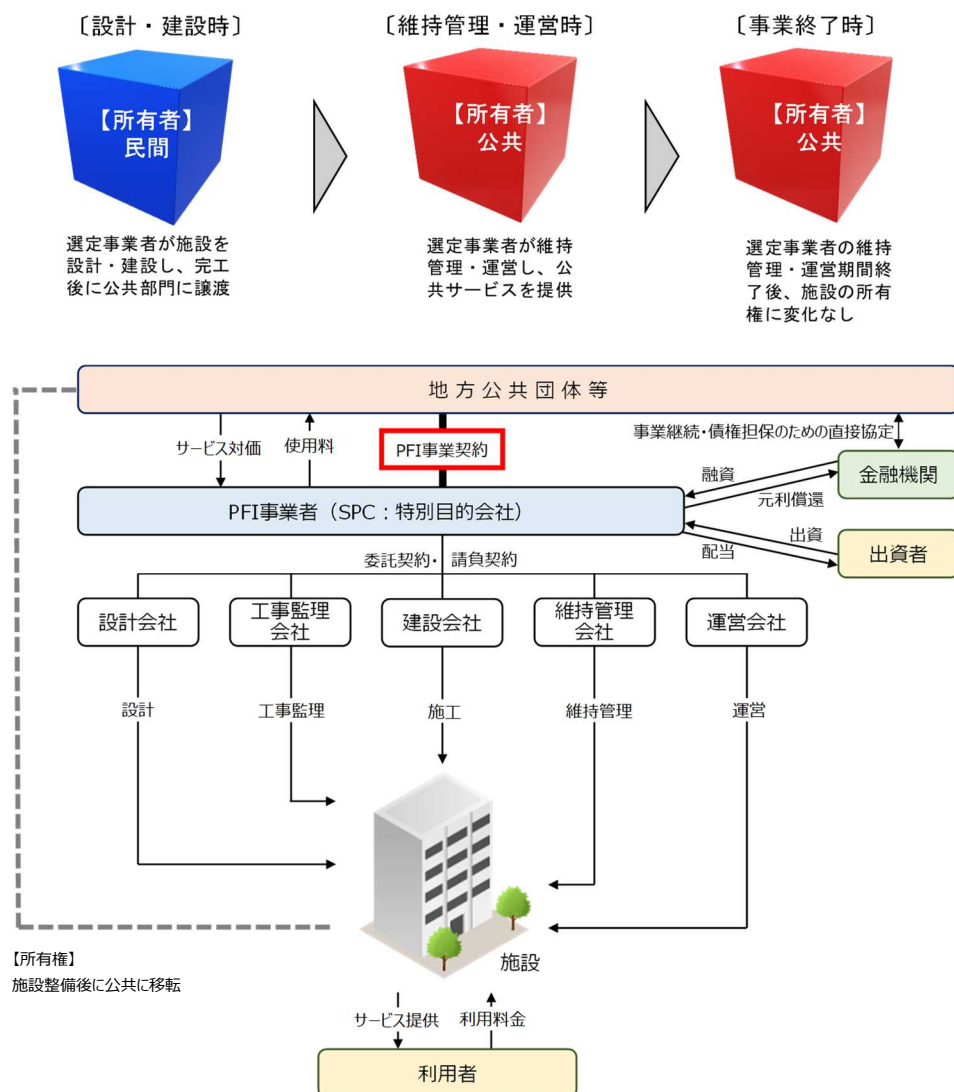 〔設計・建設時〕
〔維持管理・運営時〕
〔事業終了時〕
【所有者】
民間
【所有者】
公共
【所有者】
公共
選定事業者が施設を
設計・建設し、完工
後に公共部門に譲渡
選定事業者が維持
管理・運営し、公
共サービスを提供
選定事業者の維持
管理・運営期間終
了後、施設の所有
権に変化なし
地方公共団体等
サービス対価
使用料
PFI事業契約
事業継続・債権担保のための直接協定
融資
金融機関
元利償還
PFI事業者（SPC：特別目的会社）
出資
配当
出資者
委託契約・請負契約
設計会社
工事監理
会社
建設会社
維持管理
会社
運営会社
設計
工事監理
施工
維持管理
運営
【所有権】
施設整備後に公共に移転
施設
サービス提供
利用料金
利用者